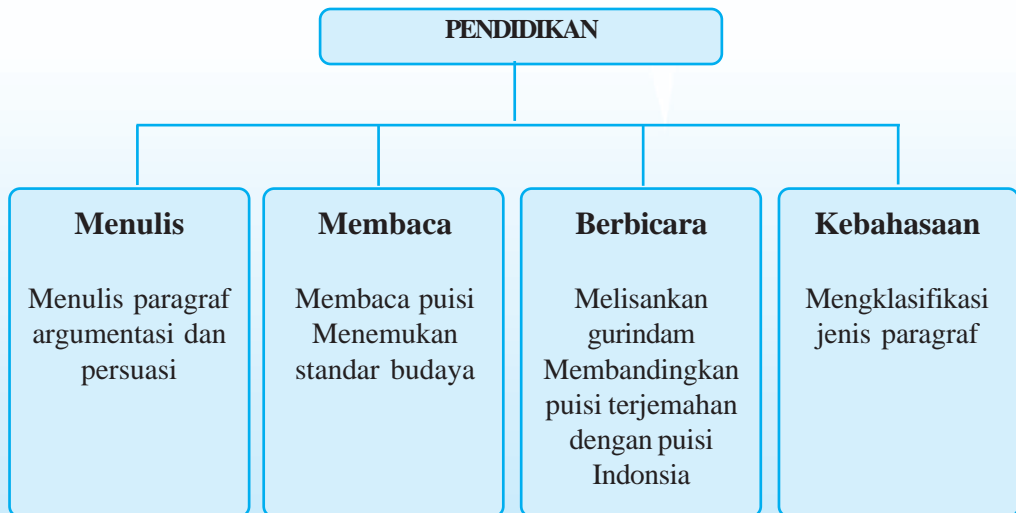 PENDIDIKAN
Menulis
Menulis paragraf
argumentasi dan
persuasi
Membaca
Membaca puisi
Menemukan
standar budaya
Berbicara
Melisankan
gurindam
Membandingkan
puisi terjemahan
dengan puisi
Indonsia
Kebahasaan
Mengklasifikasi
jenis paragraf